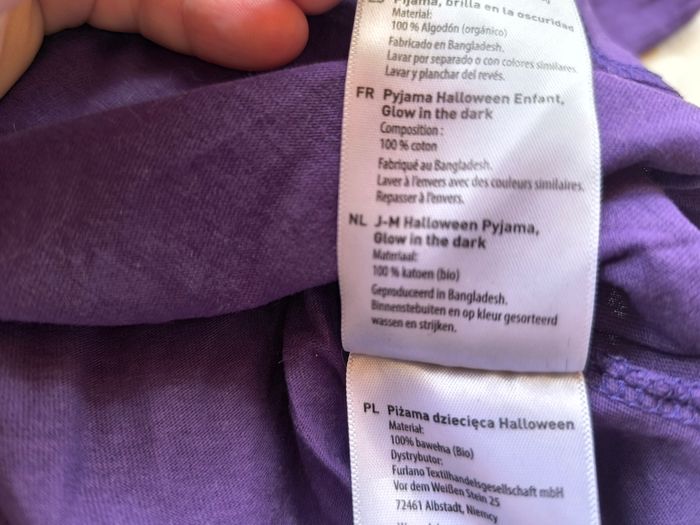 ES Pijama, brilla en la oscuridad
Material:
100 % Algodón (orgánico)
Fabricado en Bangladesh.
Lavar por separado o con colores similares.
Lavar y planchar del revés.
FR Pyjama Halloween Enfant,
Glow in the dark
Composition :
100 % coton
Fabriqué au Bangladesh.
Laver à l'envers avec des couleurs similaires.
Repasser à l'envers.
NL J-M Halloween Pyjama,
Glow in the dark
Materiaal:
100 % katoen (bio)
Geproduceerd in Bangladesh.
Binnenstebuiten en op kleur gesorteerd
wassen en strijken.
PL Piżama dziecięca Halloween
Materiał:
100% bawełna (Bio)
Dystrybutor:
Furlano Textilhandelsgesellschaft mbH
Vor dem Weißen Stein 25
72461 Albstadt, Niemcy